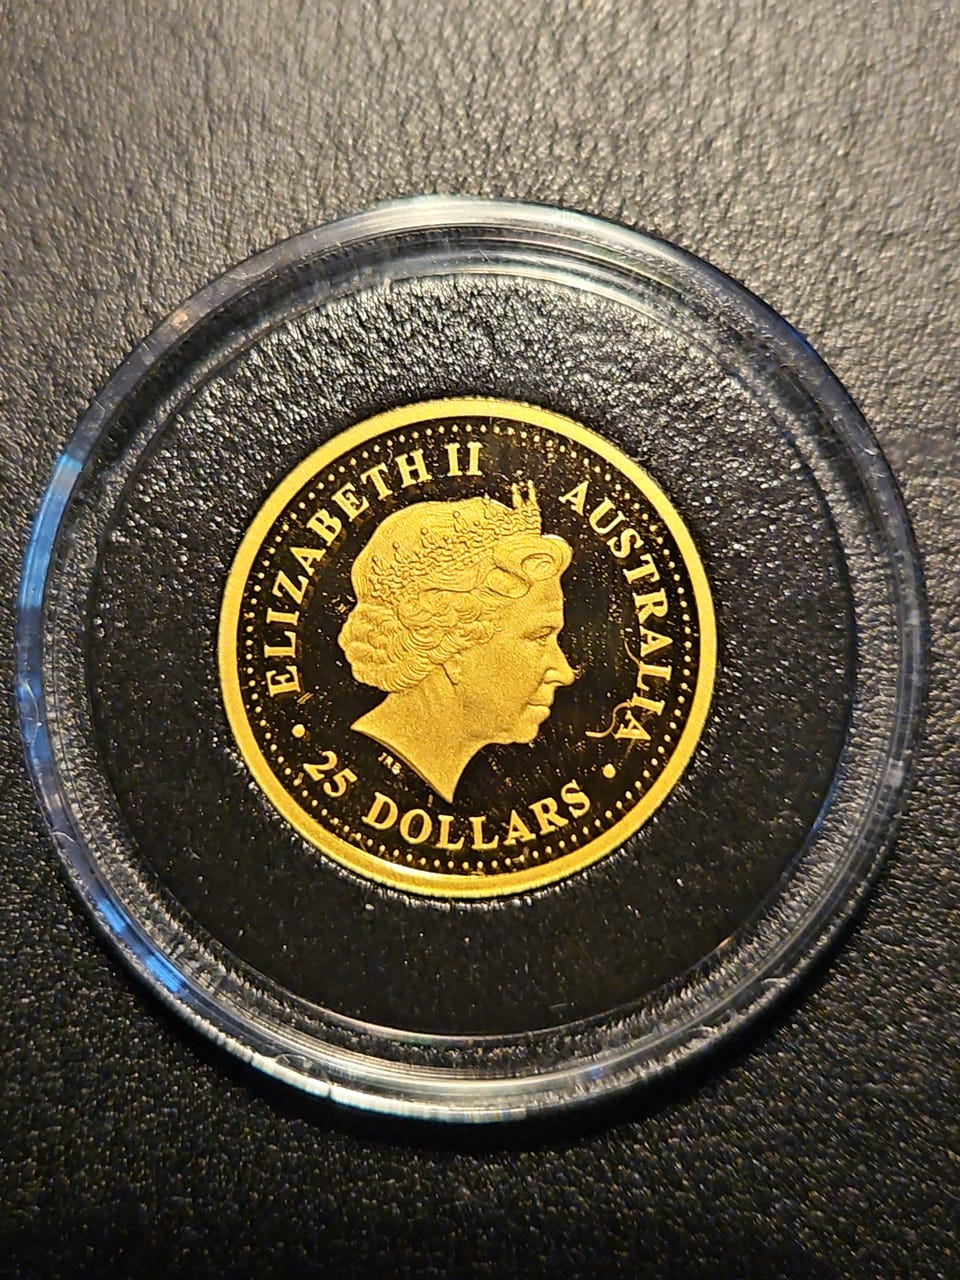 ELIZABETH II
AUSTRALIA
25 DOLLARS
IRB